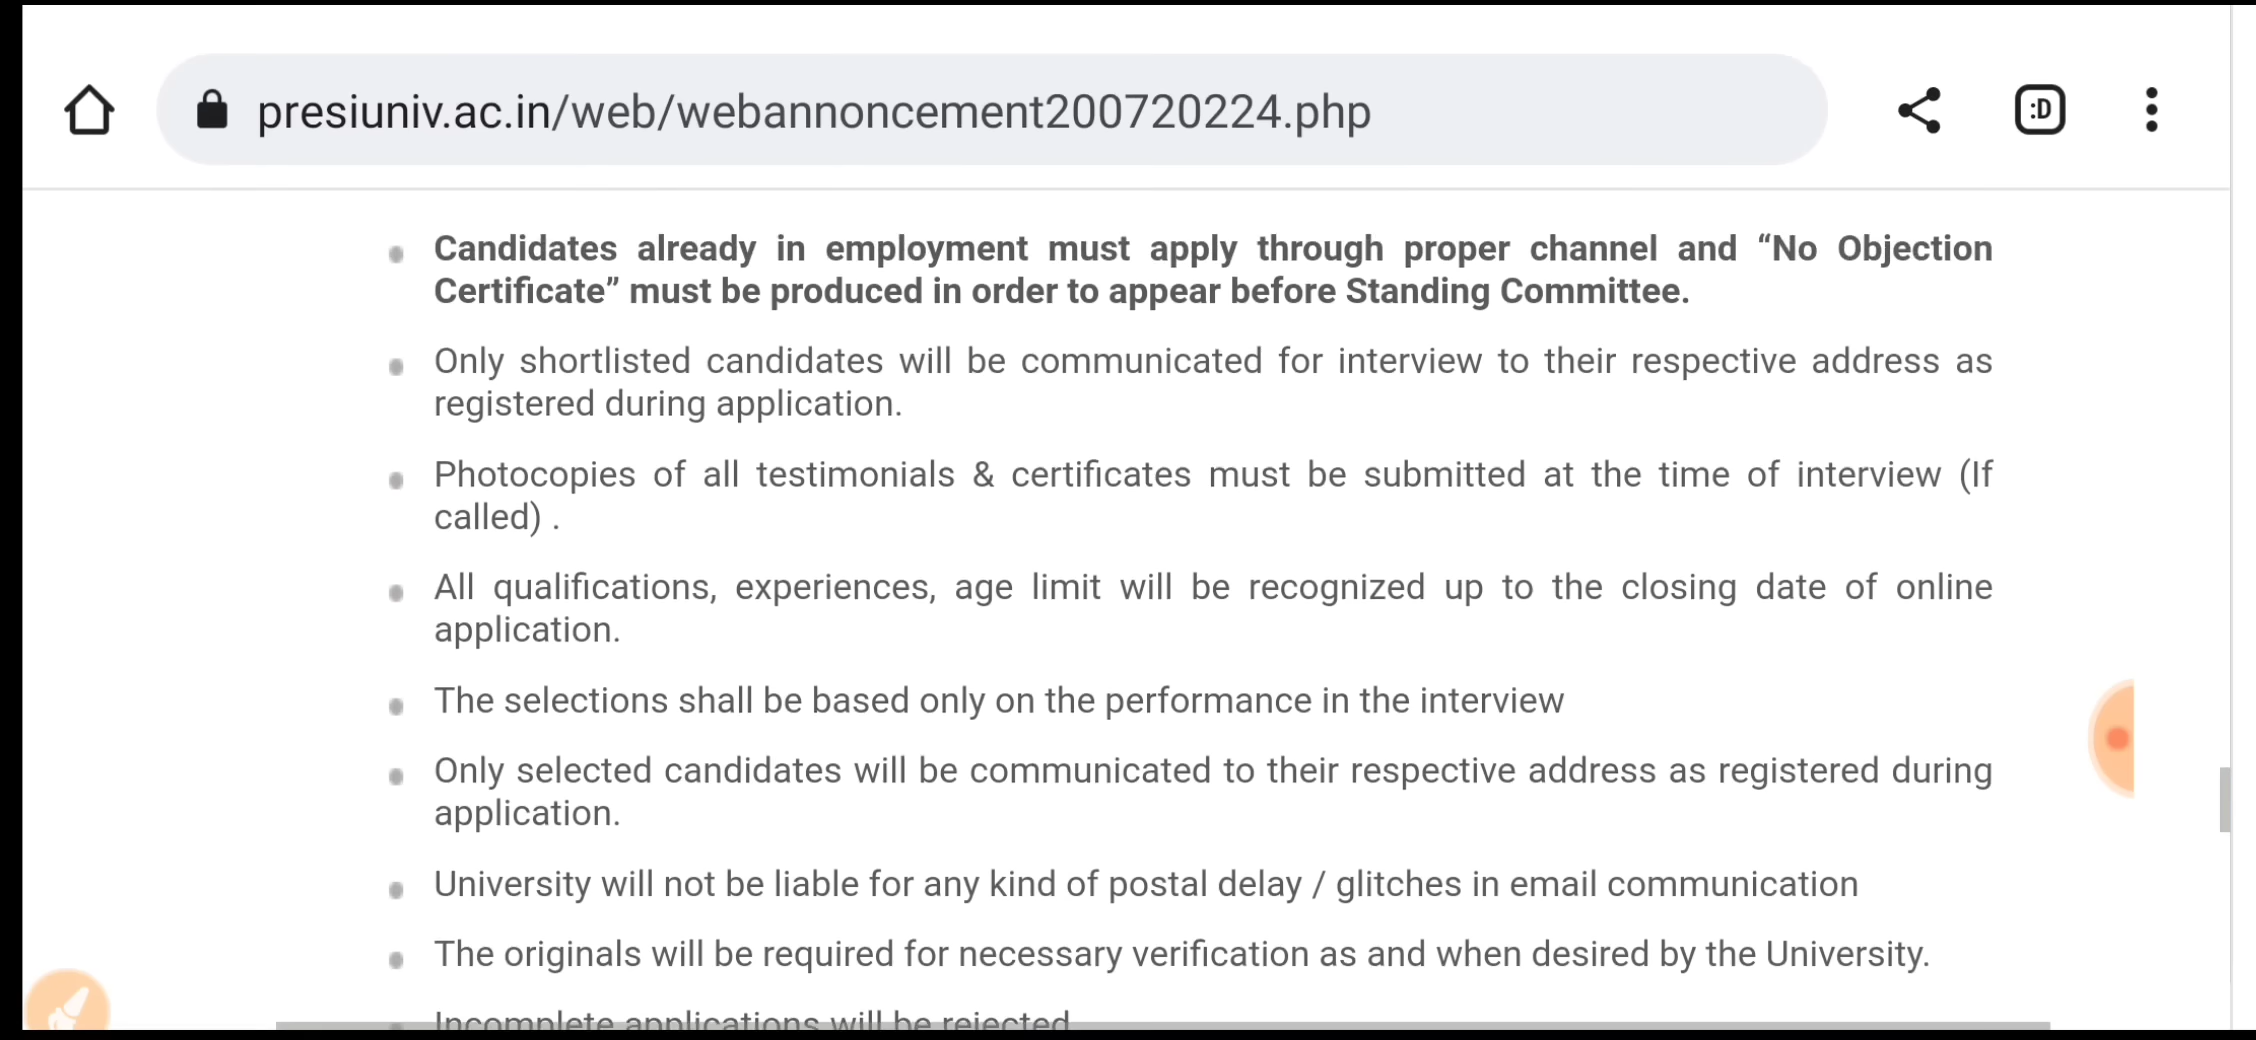 presiuniv.ac.in/web/webannoncement200720224.php
:D
Candidates already in employment must apply through proper channel and “No Objection
Certificate” must be produced in order to appear before Standing Committee.
Only shortlisted candidates will be communicated for interview to their respective address as
registered during application.
Photocopies of all testimonials & certificates must be submitted at the time of interview (If
called) .
All qualifications, experiences, age limit will be recognized up to the closing date of online
application.
The selections shall be based only on the performance in the interview
Only selected candidates will be communicated to their respective address as registered during
application.
University will not be liable for any kind of postal delay / glitches in email communication
The originals will be required for necessary verification as and when desired by the University.
Incomplete applications will be rejected